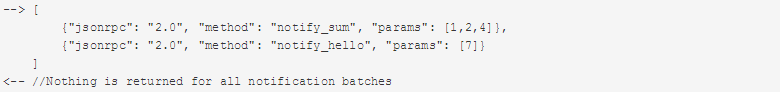 --> [
        {"jsonrpc": "2.0", "method": "notify_sum", "params": [1,2,4]},
        {"jsonrpc": "2.0", "method": "notify_hello", "params": [7]}
    ]
<-- //Nothing is returned for all notification batches